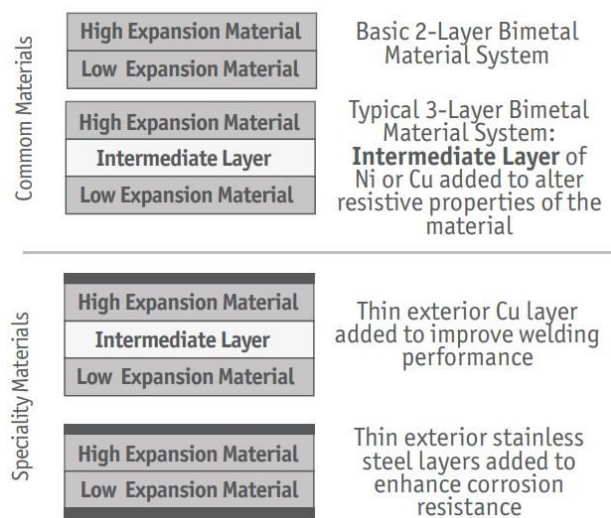 Commom Materials
High Expansion Material
Low Expansion Material
Basic 2-Layer Bimetal
Material System
High Expansion Material
Intermediate Layer
Low Expansion Material
Typical 3-Layer Bimetal
Material System:
Intermediate Layer of
Ni or Cu added to alter
resistive properties of the
material
Speciality Materials
High Expansion Material
Intermediate Layer
Low Expansion Material
Thin exterior Cu layer
added to improve welding
performance
High Expansion Material
Low Expansion Material
Thin exterior stainless
steel layers added to
enhance corrosion
resistance